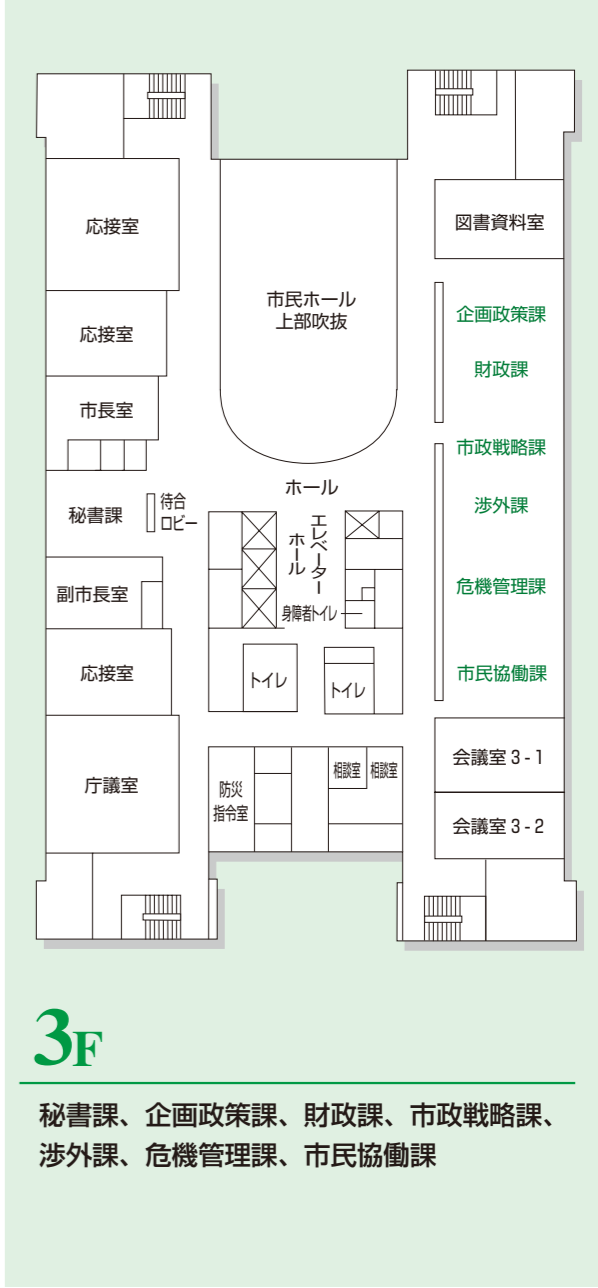 応接室
図書資料室
市民ホール
上部吹抜
企画政策課
応接室
財政課
市長室
市政戦略課
ホール
待合
ロビー
秘書課
渉外課
エレベーター
ホール
副市長室
危機管理課
身障者トイレ
応接室
トイレ
トイレ
市民協働課
庁議室
防災
指令室
相談室
相談室
会議室3-1
会議室3-2
3F
秘書課、企画政策課、財政課、市政戦略課、
渉外課、危機管理課、市民協働課